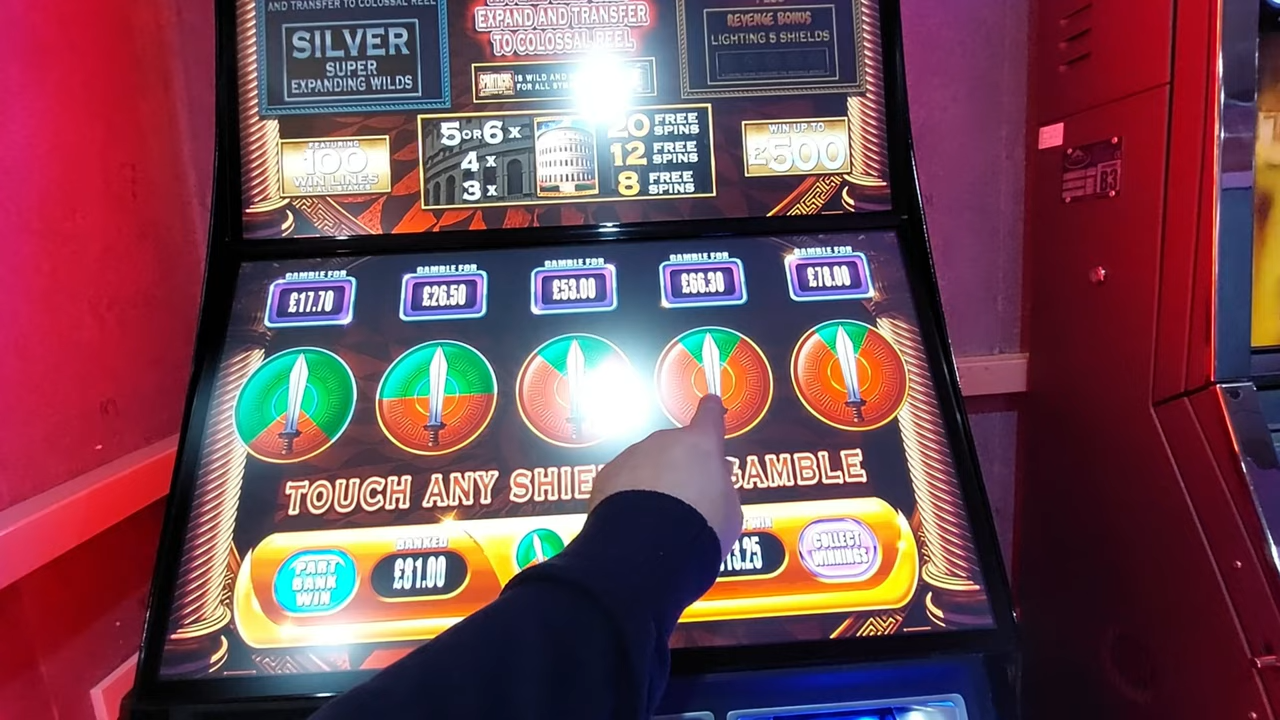 AND TRANSFER TO COLOSSAL REEL
SILVER
SUPER
EXPANDING WILDS
EXPAND AND TRANSFER
TO COLOSSAL REEL
SPARTACUS IS WILD AND
FOR ALL
REVENGE BONUS
LIGHTING 5 SHIELDS
FEATURING
100
WIN LINES
ON ALL STAKES
5 OR 6 X 20 FREE SPINS
4 X 12 FREE SPINS
3 X 8 FREE SPINS
WIN UP TO
£500
B3
GAMBLE FOR
£17.70
GAMBLE FOR
£26.50
GAMBLE FOR
£53.00
GAMBLE FOR
£66.30
GAMBLE FOR
£78.00
TOUCH ANY SHIE GAMBLE
PART
BANK
WIN
BANKED
£81.00
WIN
13.25
COLLECT
WINNINGS